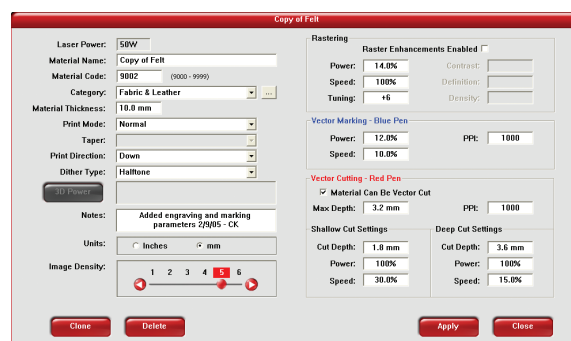 Copy of Felt
Laser Power: 50W
Material Name: Copy of Felt
Material Code: 9002 (9000 - 9999)
Category: Fabric & Leather ...
Material Thickness: 10.0 mm
Print Mode: Normal
Taper:
Print Direction: Down
Dither Type: Halftone
3D Power
Notes: Added engraving and marking
parameters 2/9/05 - CK
Units: Inches mm
Image Density: 1 2 3 4 5 6
Clone Delete
Rastering
Raster Enhancements Enabled
Power: 14.0% Contrast:
Speed: 100% Definition:
Tuning: +6 Density:
Vector Marking - Blue Pen
Power: 12.0% PPI: 1000
Speed: 10.0%
Vector Cutting - Red Pen
Material Can Be Vector Cut
Max Depth: 3.2 mm PPI: 1000
Shallow Cut Settings Deep Cut Settings
Cut Depth: 1.8 mm Cut Depth: 3.6 mm
Power: 100% Power: 100%
Speed: 30.0% Speed: 15.0%
Apply Close